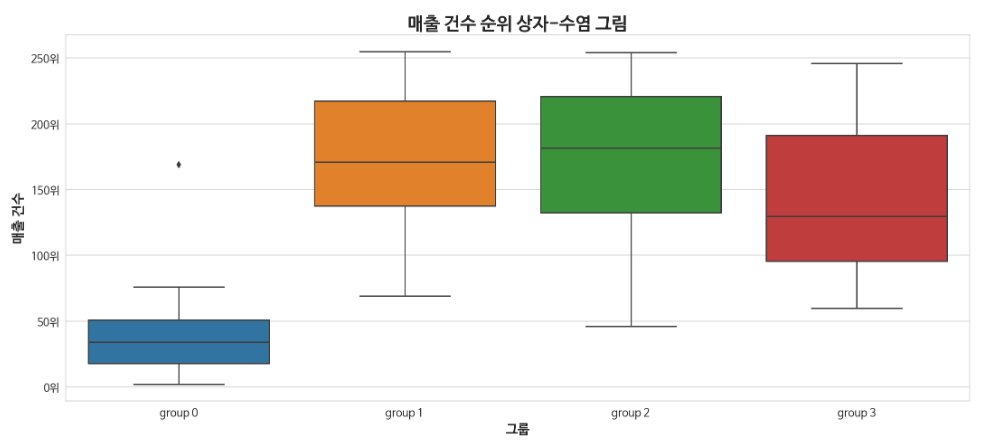 매출 건수 순위 상자-수염 그림
매출 건수
250위
200위
150위
100위
50위
0위
group 0
group 1
group 2
group 3
그룹